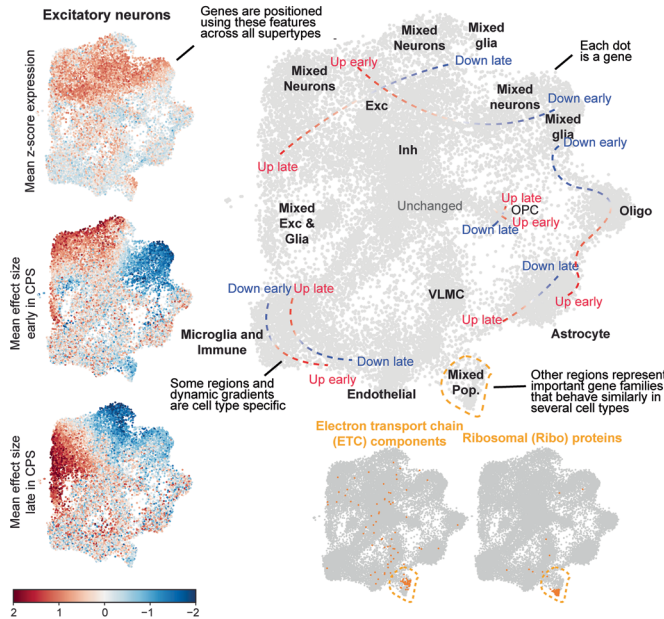 Excitatory neurons
Genes are positioned
using these features
across all supertypes
Mean z-score expression
Mean effect size
early in CPS
Mean effect size
late in CPS
2
1
0
−1
−2
Mixed
Neurons
Mixed
glia
Each dot
is a gene
Mixed
Neurons
Up early
Down late
Mixed
neurons
Down early
Exc
Mixed
glia
Down early
Up late
Inh
Mixed
Exc &
Glia
Unchanged
Up late
OPC
Up early
Down late
Oligo
Down late
Down early
Up late
VLMC
Up early
Up late
Astrocyte
Microglia and
Immune
Down late
Up early
Endothelial
Mixed
Pop.
Some regions and
dynamic gradients
are cell type specific
Other regions represent
important gene families
that behave similarly in
several cell types
Electron transport chain
(ETC) components
Ribosomal (Ribo) proteins